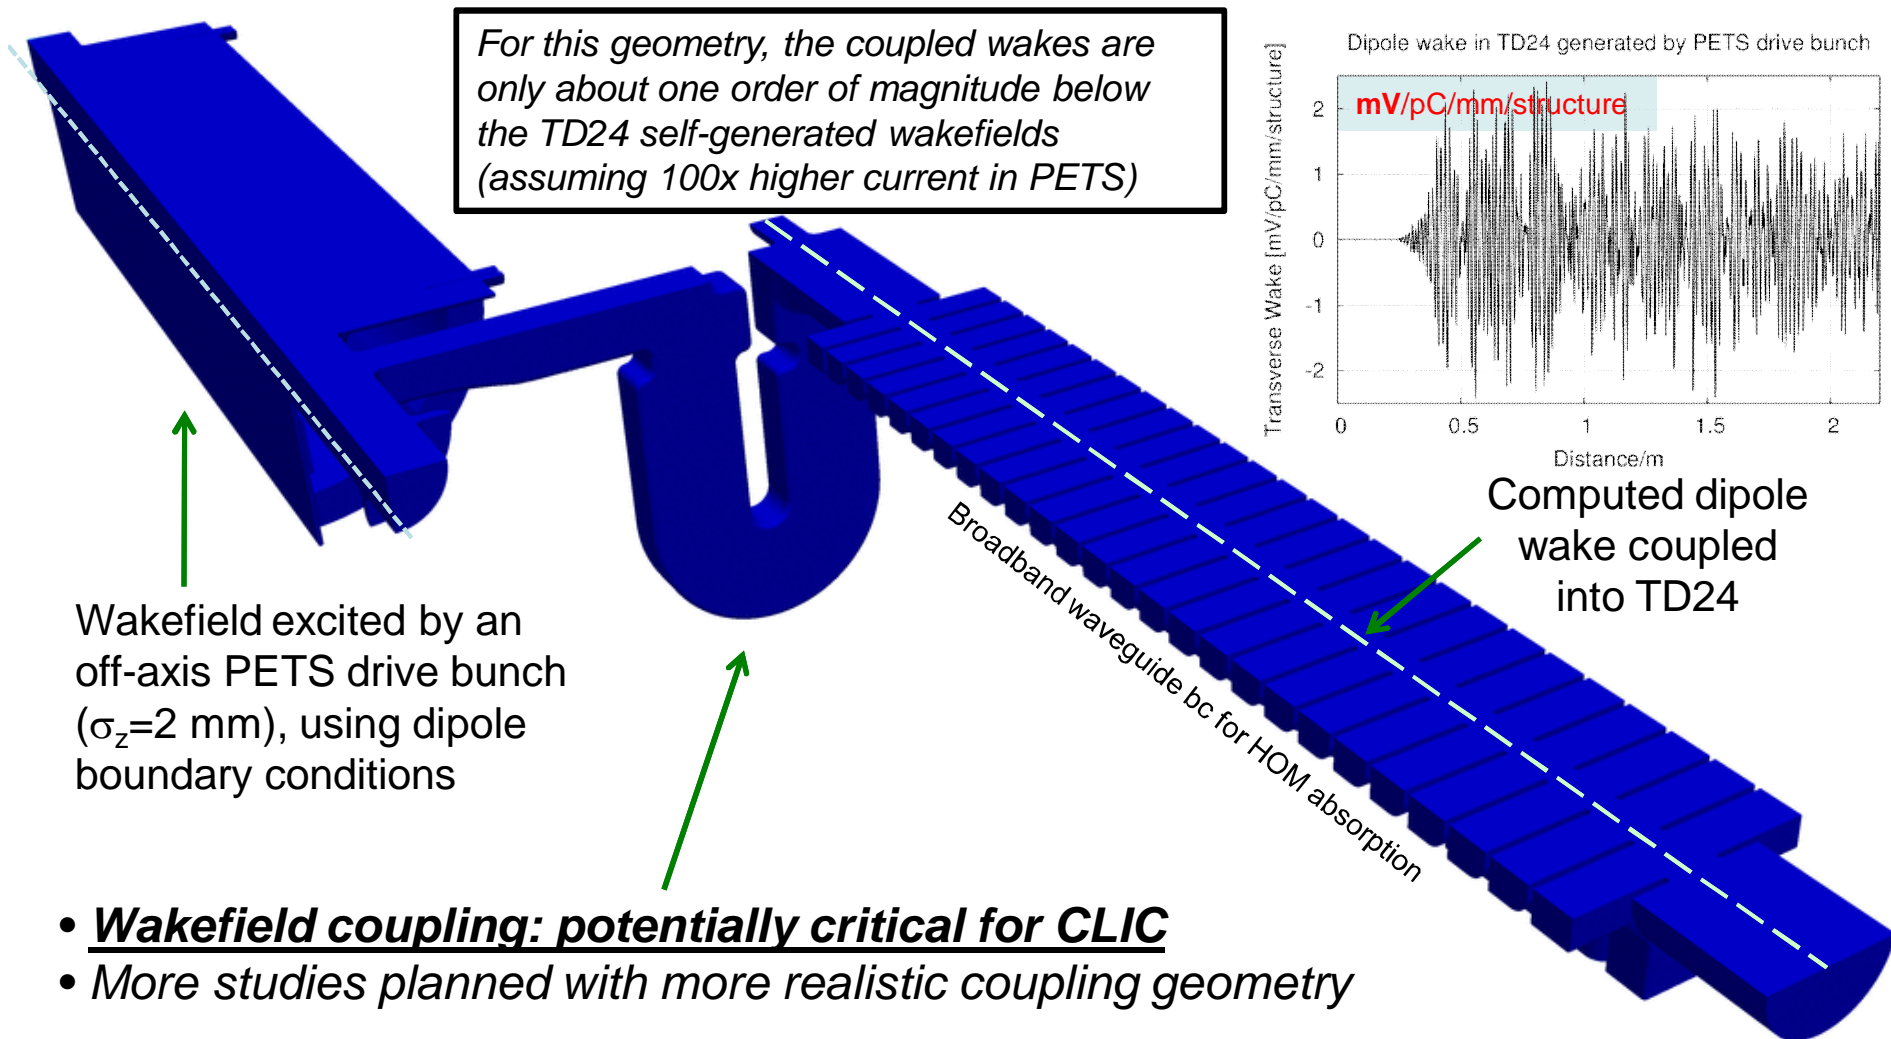 For this geometry, the coupled wakes are
only about one order of magnitude below
the TD24 self-generated wakefields
(assuming 100x higher current in PETS)
Dipole wake in TD24 generated by PETS drive bunch
mV/pC/mm/structure
Transverse Wake [mV/pC/mm/structure]
2
1
0
-1
-2
0 0.5 1 1.5 2
Distance/m
Computed dipole
wake coupled
into TD24
Broadband waveguide bc for HOM absorption
Wakefield excited by an
off-axis PETS drive bunch
(σz=2 mm), using dipole
boundary conditions
• Wakefield coupling: potentially critical for CLIC
• More studies planned with more realistic coupling geometry